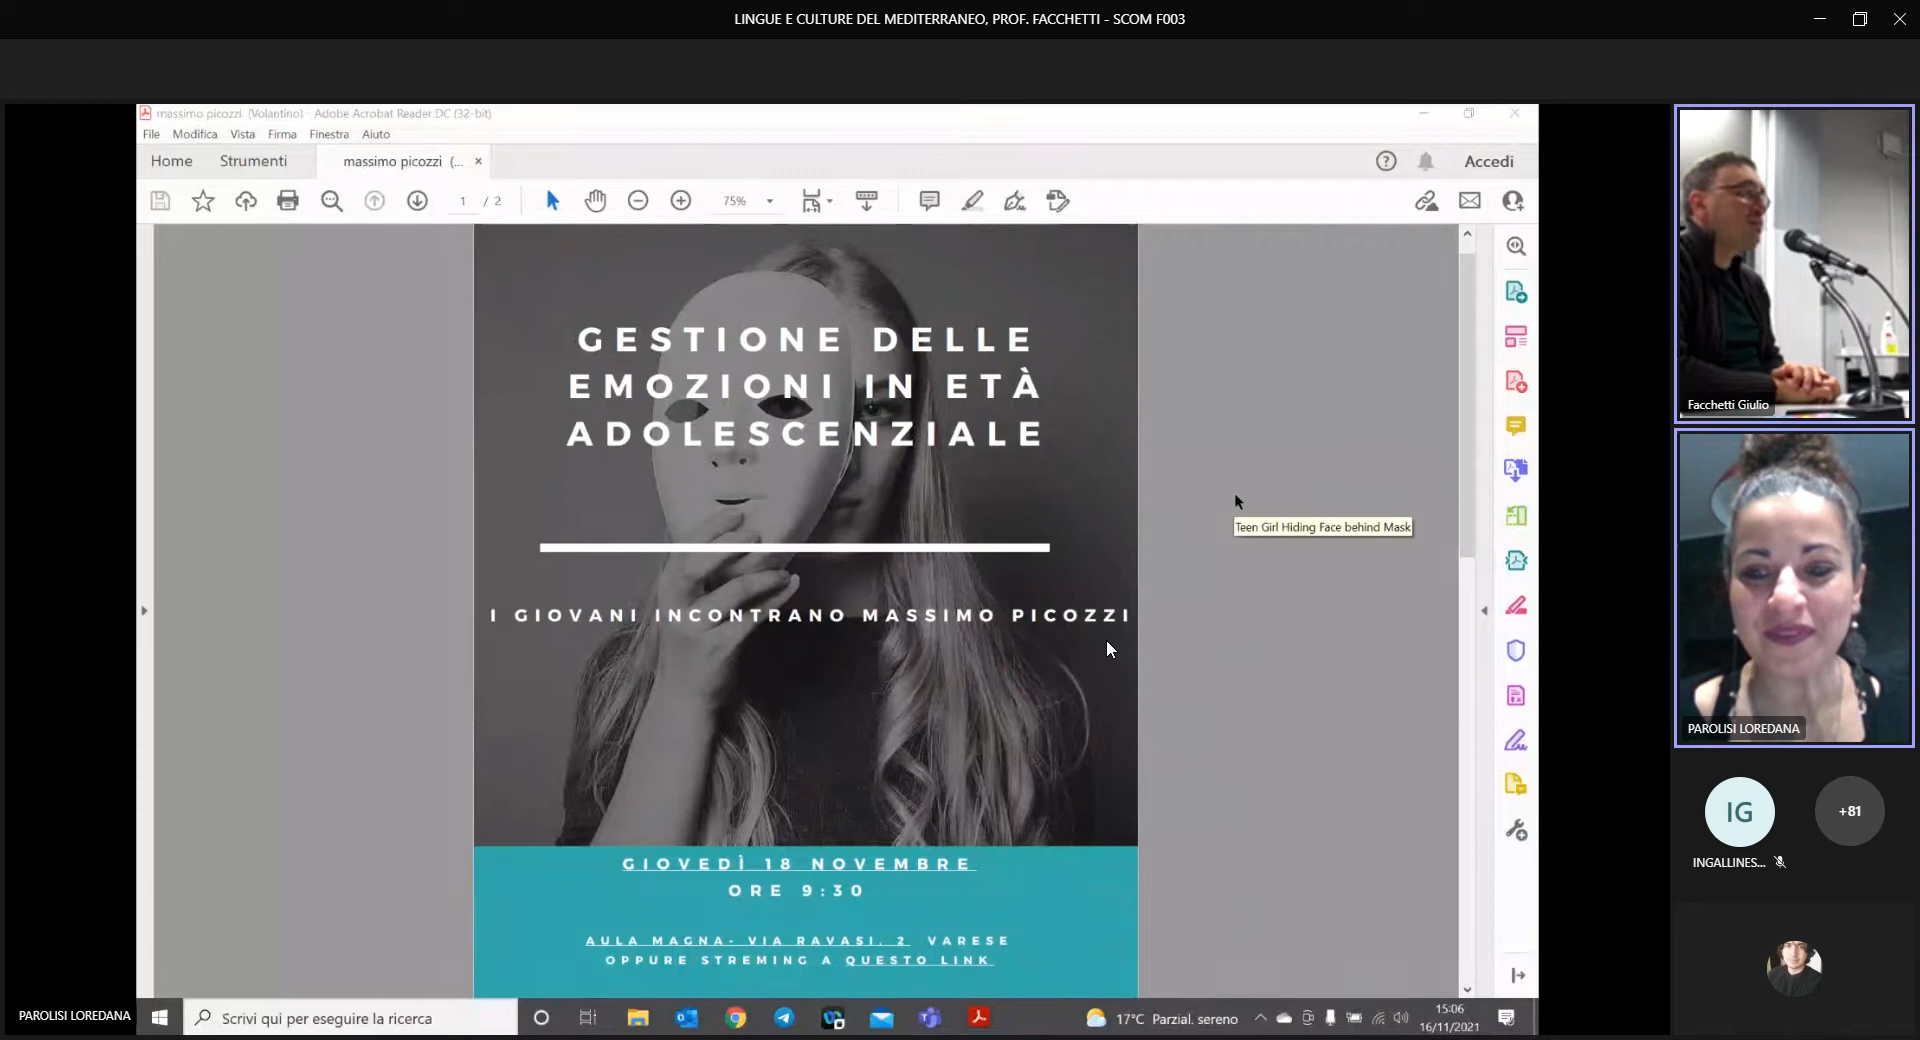 LINGUE E CULTURE DEL MEDITERRANEO, PROF. FACCHETTI - SCOM F003
massimo picozzi (Volantino) - Adobe Acrobat Reader DC (32-bit)
File Modifica Vista Firma Finestra Aiuto
Home Strumenti massimo picozzi (... × Accedi
1 / 2 75%
GESTIONE DELLE
EMOZIONI IN ETÀ
ADOLESCENZIALE
Teen Girl Hiding Face behind Mask
I GIOVANI INCONTRANO MASSIMO PICOZZI
GIOVEDÌ 18 NOVEMBRE
ORE 9:30
AULA MAGNA- VIA RAVASI, 2 VARESE
OPPURE STREMING A QUESTO LINK
Facchetti Giulio
PAROLISI LOREDANA
IG
+81
INGALLINES...
PAROLISI LOREDANA
Scrivi qui per eseguire la ricerca
17°C Parzial. sereno
15:06
16/11/2021